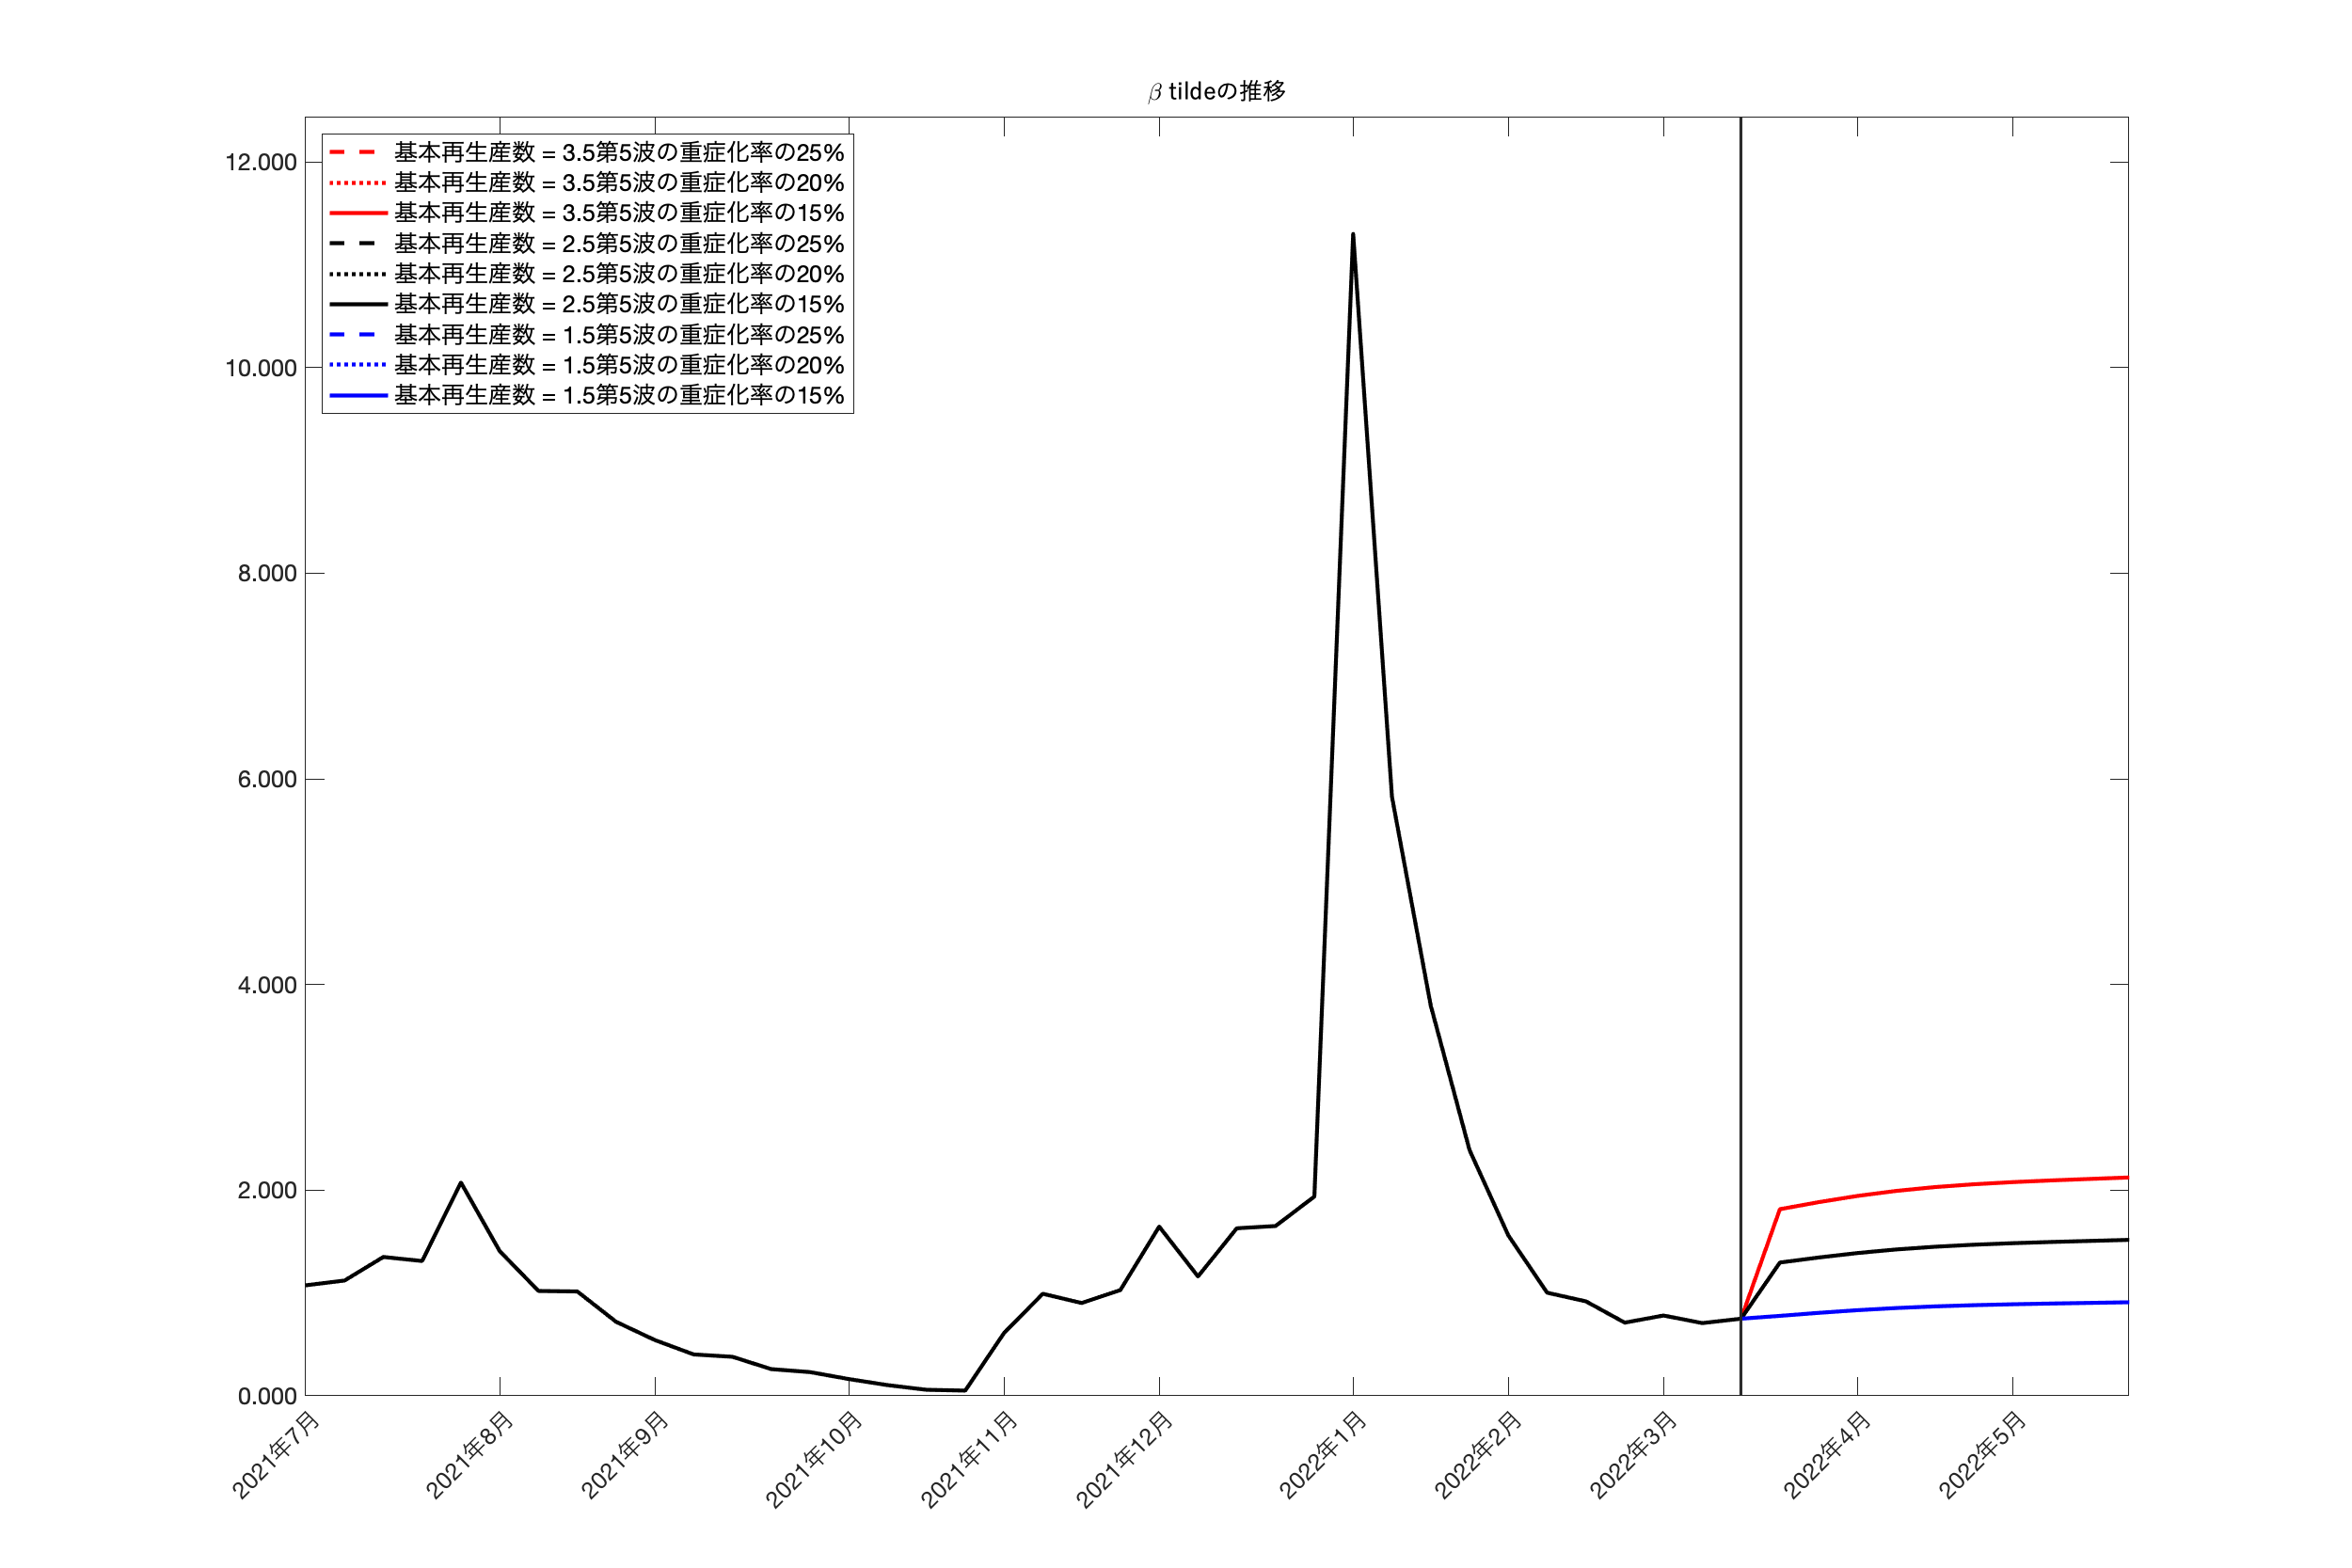 β tildeの推移
基本再生産数 = 3.5第5波の重症化率の25%
基本再生産数 = 3.5第5波の重症化率の20%
基本再生産数 = 3.5第5波の重症化率の15%
基本再生産数 = 2.5第5波の重症化率の25%
基本再生産数 = 2.5第5波の重症化率の20%
基本再生産数 = 2.5第5波の重症化率の15%
基本再生産数 = 1.5第5波の重症化率の25%
基本再生産数 = 1.5第5波の重症化率の20%
基本再生産数 = 1.5第5波の重症化率の15%
12.000
10.000
8.000
6.000
4.000
2.000
0.000
2021年7月
2021年8月
2021年9月
2021年10月
2021年11月
2021年12月
2022年1月
2022年2月
2022年3月
2022年4月
2022年5月